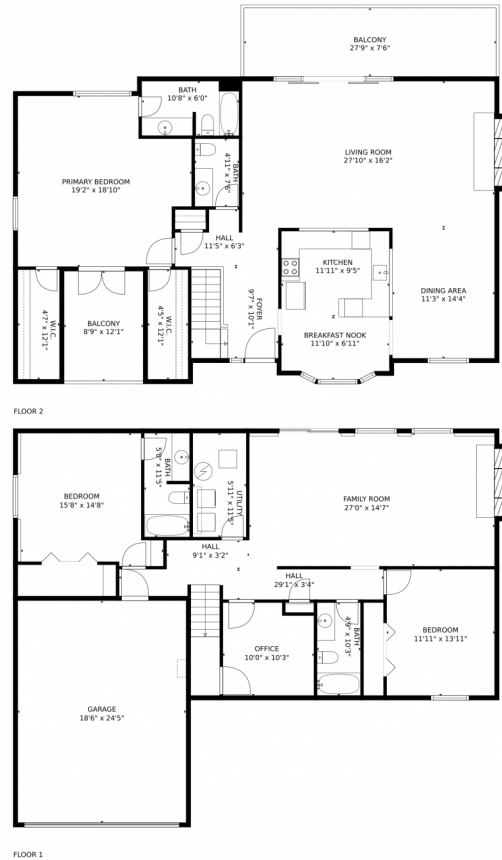 BALCONY
27'9" x 7'6"
BATH
10'8" x 6'0"
LIVING ROOM
27'10" x 16'2"
BATH
4'11" x 7'6"
PRIMARY BEDROOM
19'2" x 18'10"
HALL
11'5" x 6'3"
KITCHEN
11'11" x 9'5"
DINING AREA
11'3" x 14'4"
FOYER
9'7" x 10'1"
W.I.C.
4'7" x 12'1"
BALCONY
8'9" x 12'1"
W.I.C.
4'5" x 12'1"
BREAKFAST NOOK
11'10" x 6'11"
FLOOR 2
BATH
5'0" x 11'5"
UTILITY
5'11" x 11'5"
BEDROOM
15'8" x 14'8"
FAMILY ROOM
27'0" x 14'7"
HALL
9'1" x 3'2"
HALL
29'1" x 3'4"
BATH
4'9" x 10'3"
BEDROOM
11'11" x 13'11"
OFFICE
10'0" x 10'3"
GARAGE
18'6" x 24'5"
FLOOR 1